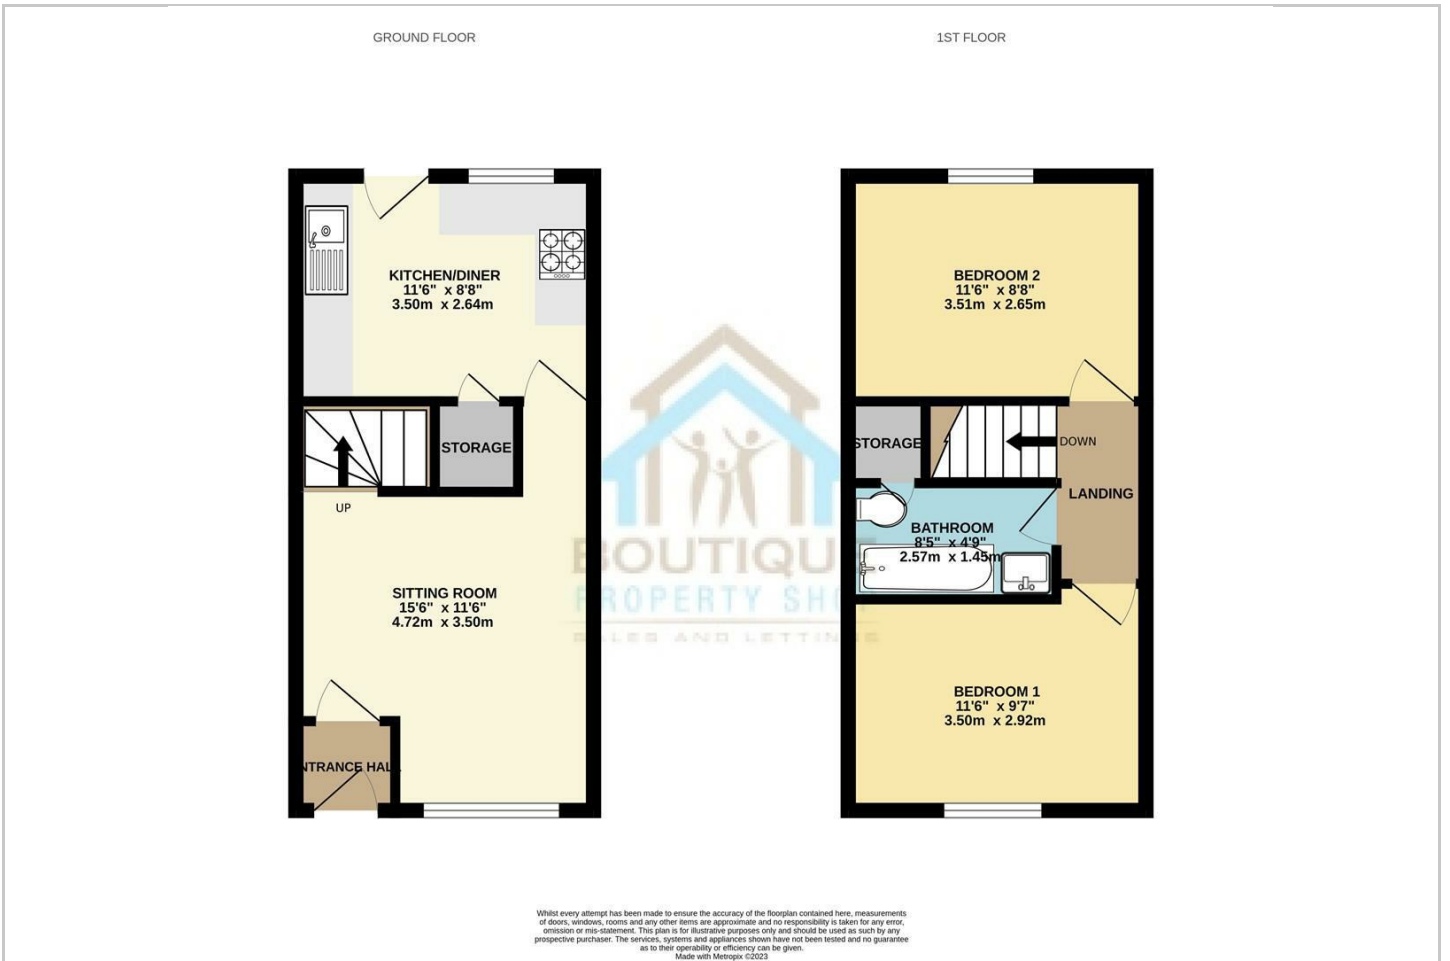 GROUND FLOOR
1ST FLOOR
KITCHEN/DINER
11'6" x 8'8"
3.50m x 2.64m
STORAGE
UP
SITTING ROOM
15'6" x 11'6"
4.72m x 3.50m
NTRANCE HAL
BEDROOM 2
11'6" x 8'8"
3.51m x 2.65m
STORAGE
DOWN
LANDING
BATHROOM
8'5" x 4'9"
2.57m x 1.45m
BEDROOM 1
11'6" x 9'7"
3.50m x 2.92m
BOUTIQUE
PROPERTY SHOP
SALES AND LETTINGS
Whilst every attempt has been made to ensure the accuracy of the floorplan contained here, measurements
of doors, windows, rooms and any other items are approximate and no responsibility is taken for any error,
omission or mis-statement. This plan is for illustrative purposes only and should be used as such by any
prospective purchaser. The services, systems and appliances shown have not been tested and no guarantee
as to their operability or efficiency can be given.
Made with Metropix ©2023